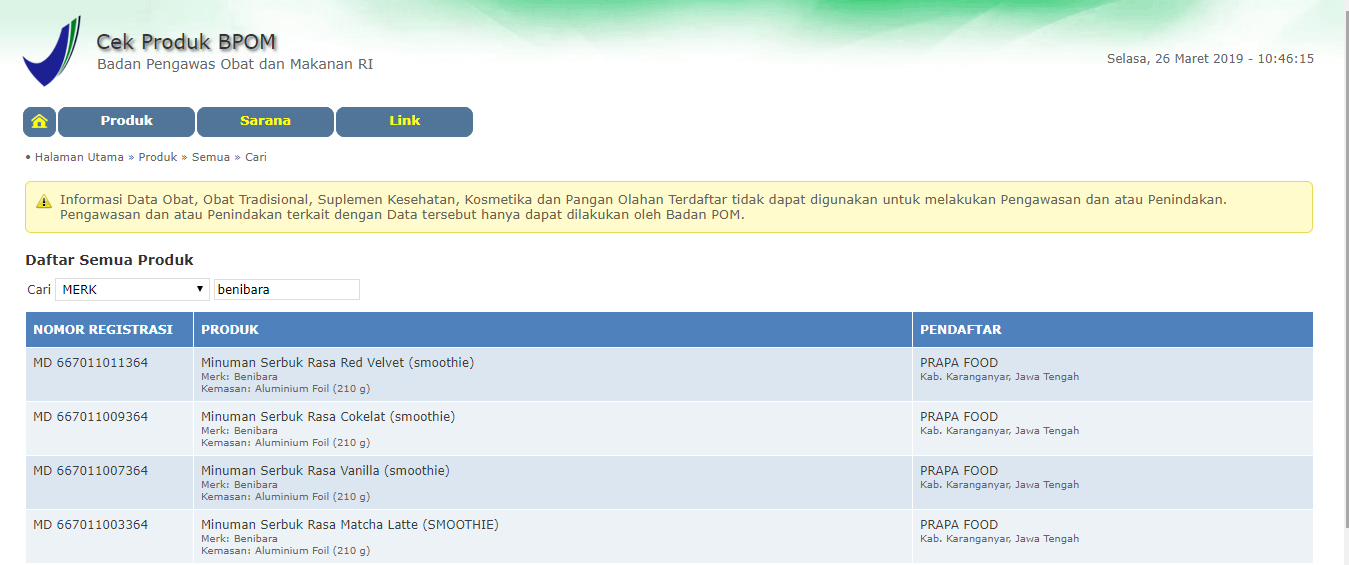 Cek Produk BPOM
Badan Pengawas Obat dan Makanan RI
Selasa, 26 Maret 2019 - 10:46:15
Produk Sarana Link
• Halaman Utama » Produk » Semua » Cari
Informasi Data Obat, Obat Tradisional, Suplemen Kesehatan, Kosmetika dan Pangan Olahan Terdaftar tidak dapat digunakan untuk melakukan Pengawasan dan atau Penindakan.
Pengawasan dan atau Penindakan terkait dengan Data tersebut hanya dapat dilakukan oleh Badan POM.
Daftar Semua Produk
Cari MERK benibara
NOMOR REGISTRASI PRODUK PENDAFTAR
MD 667011011364 Minuman Serbuk Rasa Red Velvet (smoothie) PRAPA FOOD
Merk: Benibara Kab. Karanganyar, Jawa Tengah
Kemasan: Aluminium Foil (210 g)
MD 667011009364 Minuman Serbuk Rasa Cokelat (smoothie) PRAPA FOOD
Merk: Benibara Kab. Karanganyar, Jawa Tengah
Kemasan: Aluminium Foil (210 g)
MD 667011007364 Minuman Serbuk Rasa Vanilla (smoothie) PRAPA FOOD
Merk: Benibara Kab. Karanganyar, Jawa Tengah
Kemasan: Aluminium Foil (210 g)
MD 667011003364 Minuman Serbuk Rasa Matcha Latte (SMOOTHIE) PRAPA FOOD
Merk: Benibara Kab. Karanganyar, Jawa Tengah
Kemasan: Aluminium Foil (210 g)